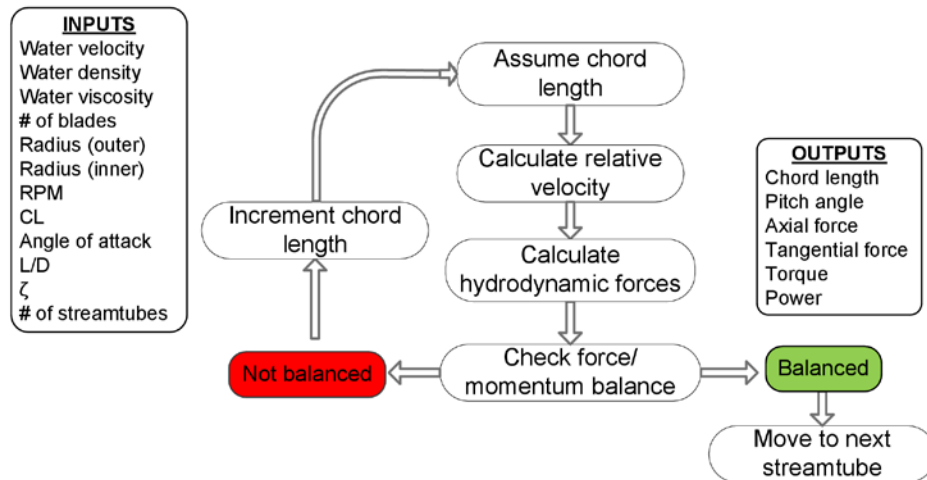 INPUTS
Water velocity
Water density
Water viscosity
# of blades
Radius (outer)
Radius (inner)
RPM
CL
Angle of attack
L/D
ζ
# of streamtubes
Assume chord
length
Calculate relative
velocity
Calculate
hydrodynamic forces
Check force/
momentum balance
Not balanced
Increment chord
length
Balanced
Move to next
streamtube
OUTPUTS
Chord length
Pitch angle
Axial force
Tangential force
Torque
Power